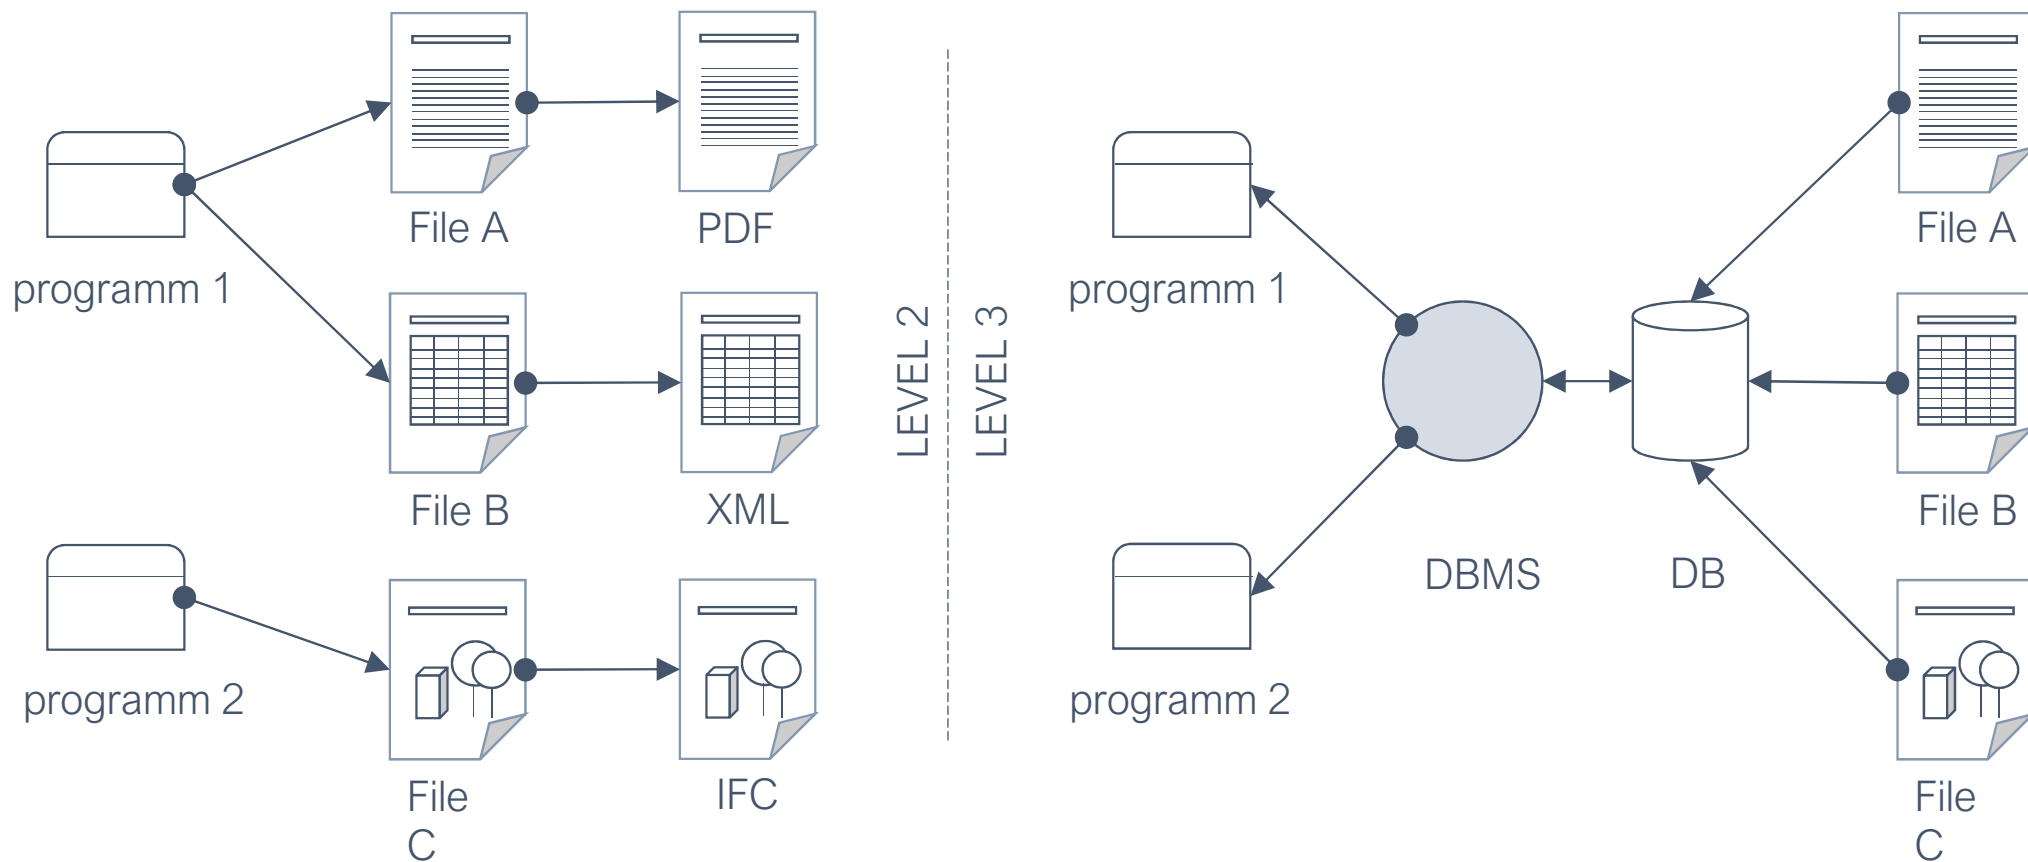 File A
PDF
programm 1
File B
XML
programm 2
File
C
IFC
LEVEL 2
LEVEL 3
programm 1
File A
File B
DBMS
DB
programm 2
File
C